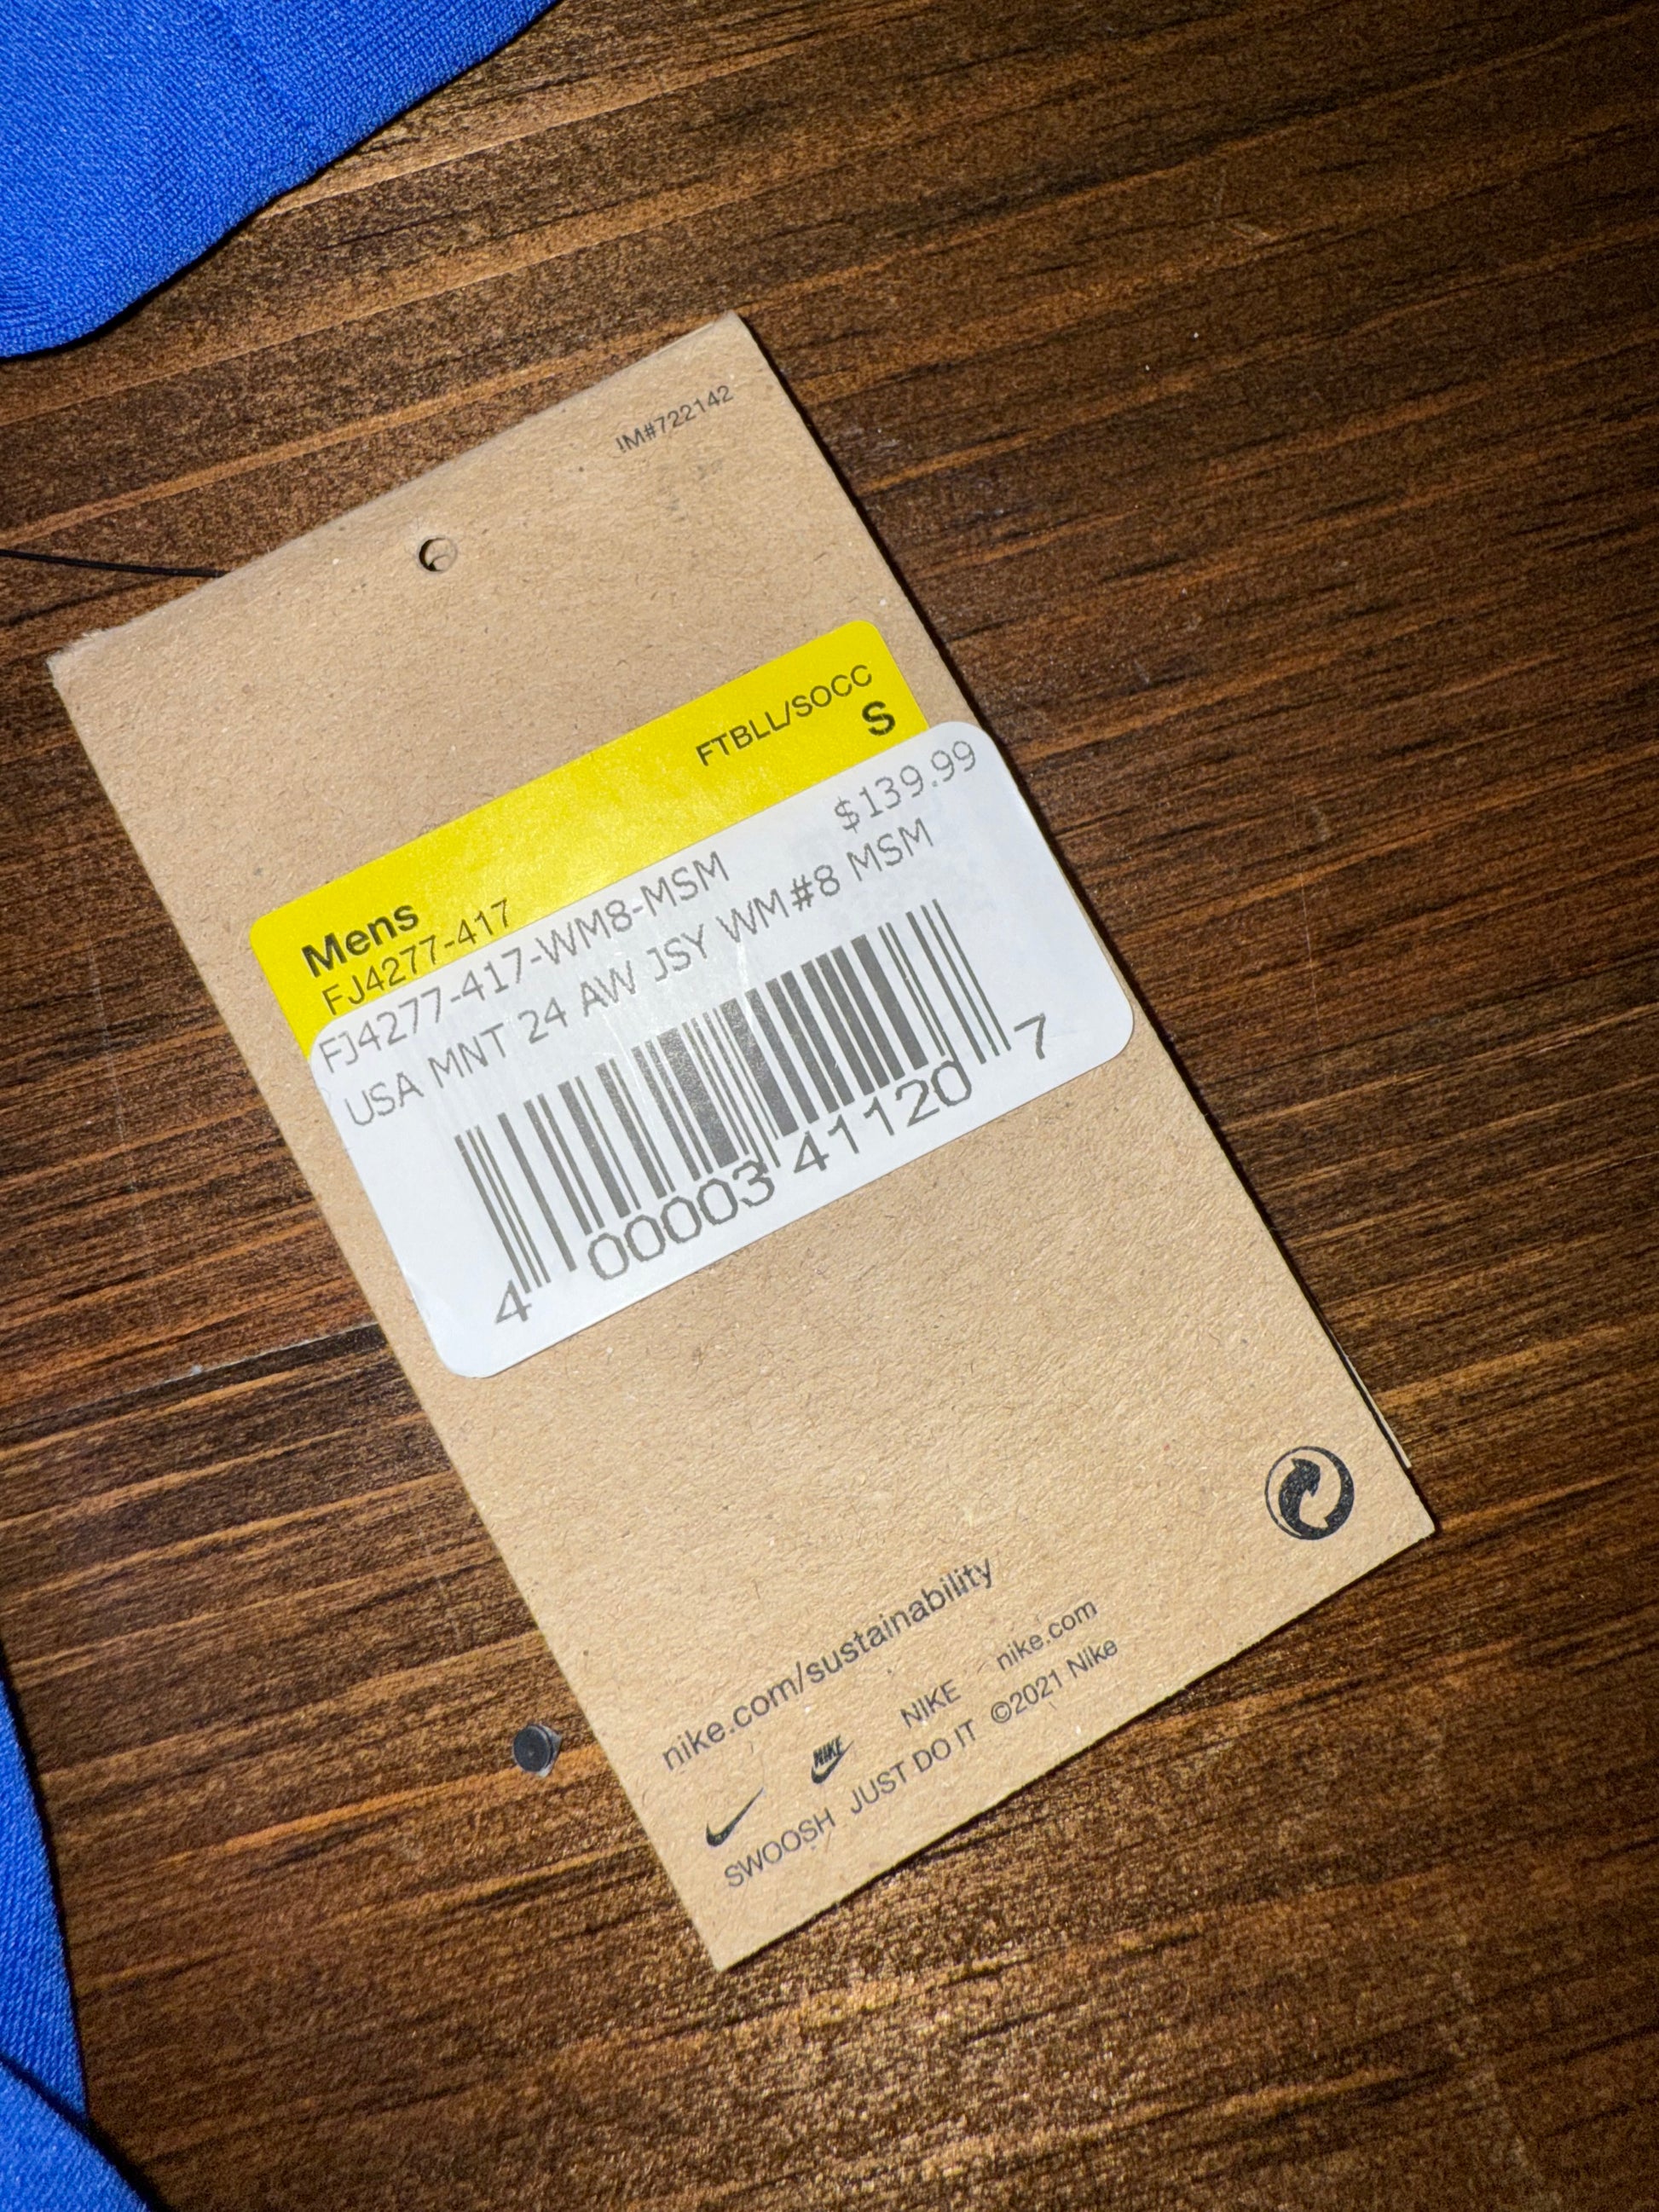 IM#722142
FTBLL/SOCC
Mens S
FJ4277-417
$139.99
FJ4277-417-WM8-MSM
USA MNT 24 AW JSY WM#8 MSM
4 00003 41120 7
nike.com/sustainability
NIKE NIKE nike.com
SWOOSH JUST DO IT ©2021 Nike